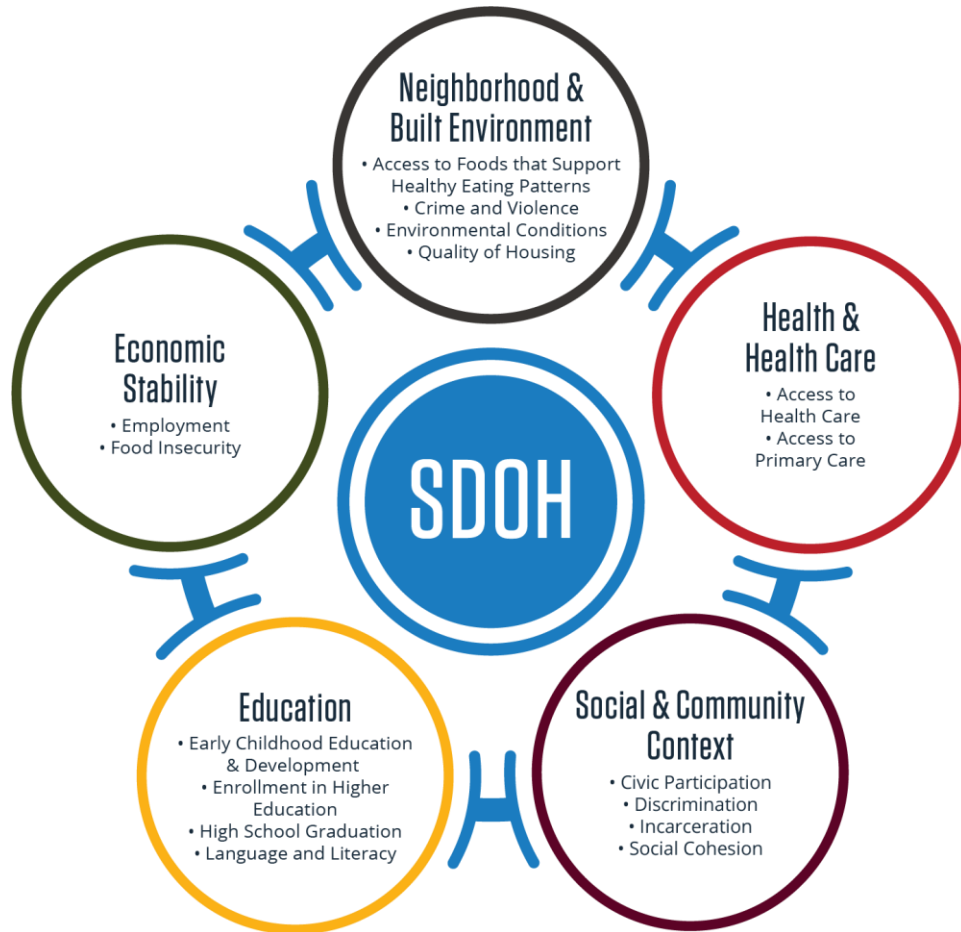 Neighborhood &
Built Environment
• Access to Foods that Support
Healthy Eating Patterns
• Crime and Violence
• Environmental Conditions
• Quality of Housing
Economic
Stability
• Employment
• Food Insecurity
Health &
Health Care
• Access to
Health Care
• Access to
Primary Care
SDOH
Education
• Early Childhood Education
& Development
• Enrollment in Higher
Education
• High School Graduation
• Language and Literacy
Social & Community
Context
• Civic Participation
• Discrimination
• Incarceration
• Social Cohesion